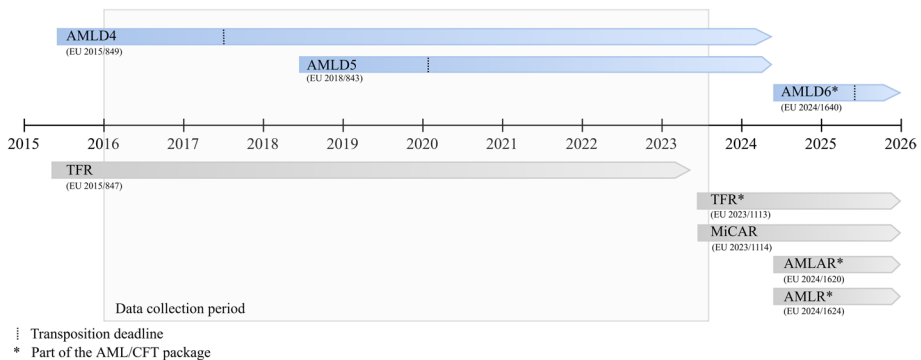 AMLD4
(EU 2015/849)
AMLD5
(EU 2018/843)
AMLD6*
(EU 2024/1640)
2015 2016 2017 2018 2019 2020 2021 2022 2023 2024 2025 2026
TFR
(EU 2015/847)
TFR*
(EU 2023/1113)
MiCAR
(EU 2023/1114)
AMLAR*
(EU 2024/1620)
AMLR*
(EU 2024/1624)
Data collection period
Transposition deadline
* Part of the AML/CFT package